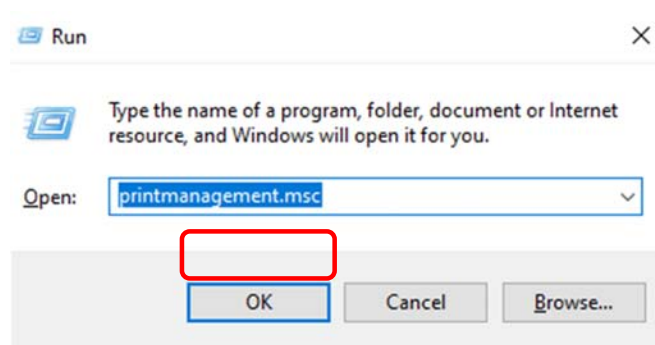 Run
Type the name of a program, folder, document or Internet
resource, and Windows will open it for you.
Open:
printmanagement.msc
OK
Cancel
Browse...